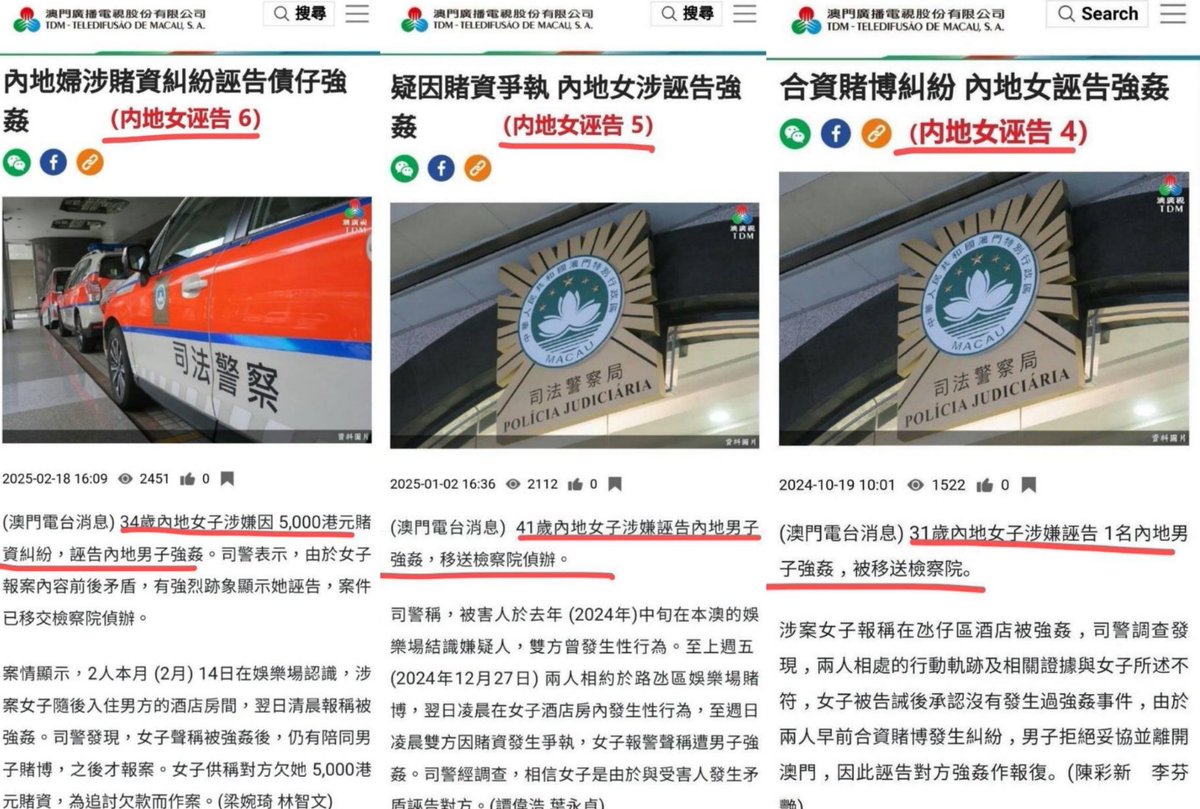 澳門廣播電視股份有限公司
TDM - TELEDIFUSÃO DE MACAU, S. A.
搜尋
內地婦涉賭資糾紛誣告債仔強
姦
(内地女诬告 6)
澳廣視
TDM
司法警察
資料圖片
2025-02-18 16:09
2451
0
(澳門電台消息) 34歲內地女子涉嫌因 5,000港元賭
資糾紛，誣告內地男子強姦。司警表示，由於女子
報案內容前後矛盾，有強烈跡象顯示她誣告，案件
已移交檢察院偵辦。
案情顯示，2人本月 (2月) 14日在娛樂場認識，涉
案女子隨後入住男方的酒店房間，翌日清晨報稱被
強姦。司警發現，女子聲稱被強姦後，仍有陪同男
子賭博，之後才報案。女子供稱對方欠她 5,000港
元賭資，為追討欠款而作案。(梁婉琦 林智文)
澳門廣播電視股份有限公司
TDM - TELEDIFUSÃO DE MACAU, S. A.
搜尋
疑因賭資爭執 內地女涉誣告強
姦
(内地女诬告 5)
澳廣視
TDM
中華人民共和國澳門特別行政區
MACAU
司法警察局
POLÍCIA JUDICIÁRIA
資料圖片
2025-01-02 16:36
2112
0
(澳門電台消息) 41歲內地女子涉嫌誣告內地男子
強姦，移送檢察院偵辦。
司警稱，被害人於去年 (2024年)中旬在本澳的娛
樂場結識嫌疑人，雙方曾發生性行為。至上週五
(2024年12月27日) 兩人相約於路氹區娛樂場賭
博，翌日凌晨在女子酒店房內發生性行為，至週日
凌晨雙方因賭資發生爭執，女子報警聲稱遭男子強
姦。司警經調查，相信女子是由於與受害人發生矛
盾誣告對方。(譚偉浩 葉永貞)
澳門廣播電視股份有限公司
TDM - TELEDIFUSÃO DE MACAU, S. A.
Search
合資賭博糾紛 內地女誣告強姦
(内地女诬告 4)
澳廣視
TDM
中華人民共和國澳門特別行政區
MACAU
司法警察局
POLÍCIA JUDICIÁRIA
資料圖片
2024-10-19 10:01
1522
0
(澳門電台消息) 31歲內地女子涉嫌誣告 1名內地男
子強姦，被移送檢察院。
涉案女子報稱在氹仔區酒店被強姦，司警調查發
現，兩人相處的行動軌跡及相關證據與女子所述不
符，女子被告誡後承認沒有發生過強姦事件，由於
兩人早前合資賭博發生糾紛，男子拒絕妥協並離開
澳門，因此誣告對方強姦作報復。(陳彩新 李芬
艷)